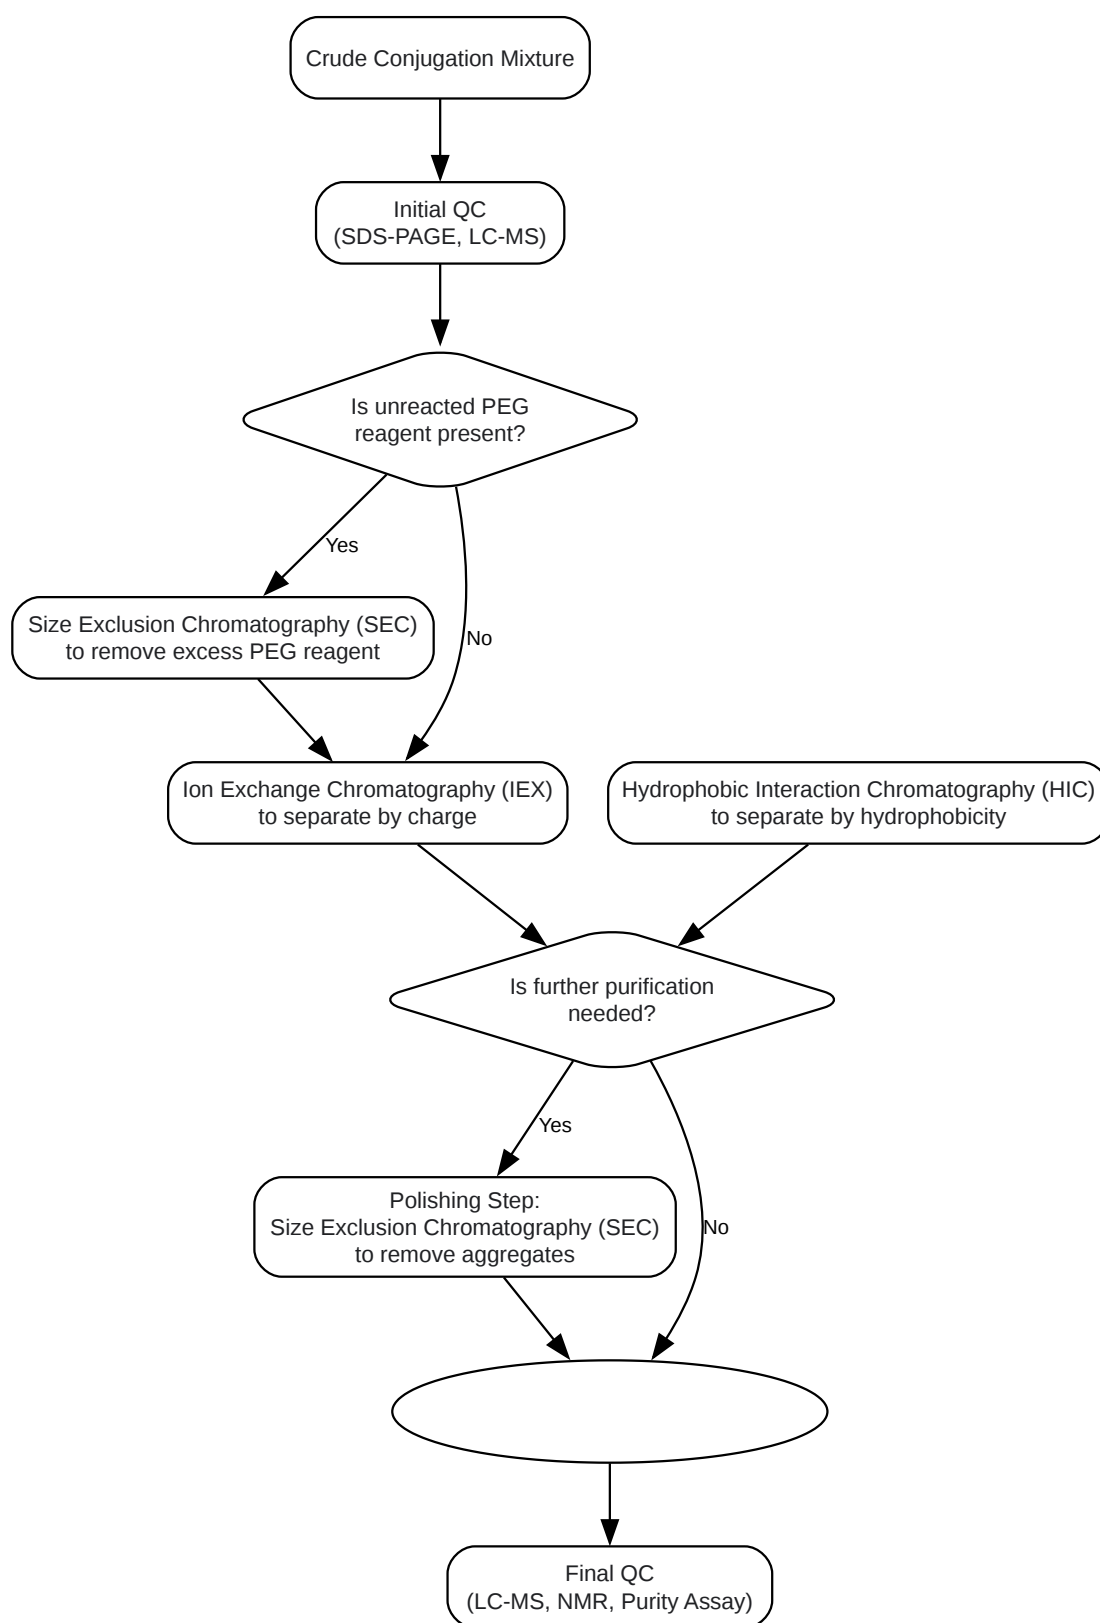 Crude Conjugation Mixture
Initial QC
(SDS-PAGE, LC-MS)
Is unreacted PEG
reagent present?
Yes
Size Exclusion Chromatography (SEC)
to remove excess PEG reagent
No
Ion Exchange Chromatography (IEX)
to separate by charge
Hydrophobic Interaction Chromatography (HIC)
to separate by hydrophobicity
Is further purification
needed?
Yes
Polishing Step:
Size Exclusion Chromatography (SEC)
to remove aggregates
No
Final QC
(LC-MS, NMR, Purity Assay)